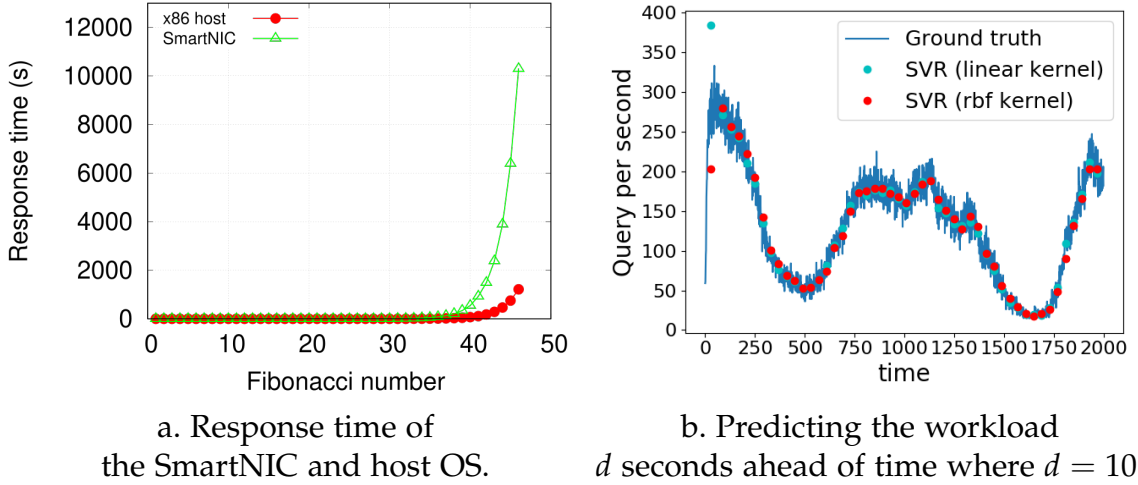 x86 host
SmartNIC
Response time (s)
12000
10000
8000
6000
4000
2000
0
0 10 20 30 40 50
Fibonacci number
a. Response time of
the SmartNIC and host OS.
Ground truth
SVR (linear kernel)
SVR (rbf kernel)
Query per second
400
350
300
250
200
150
100
50
0
0 250 500 750 1000 1250 1500 1750 2000
time
b. Predicting the workload
d seconds ahead of time where d = 10